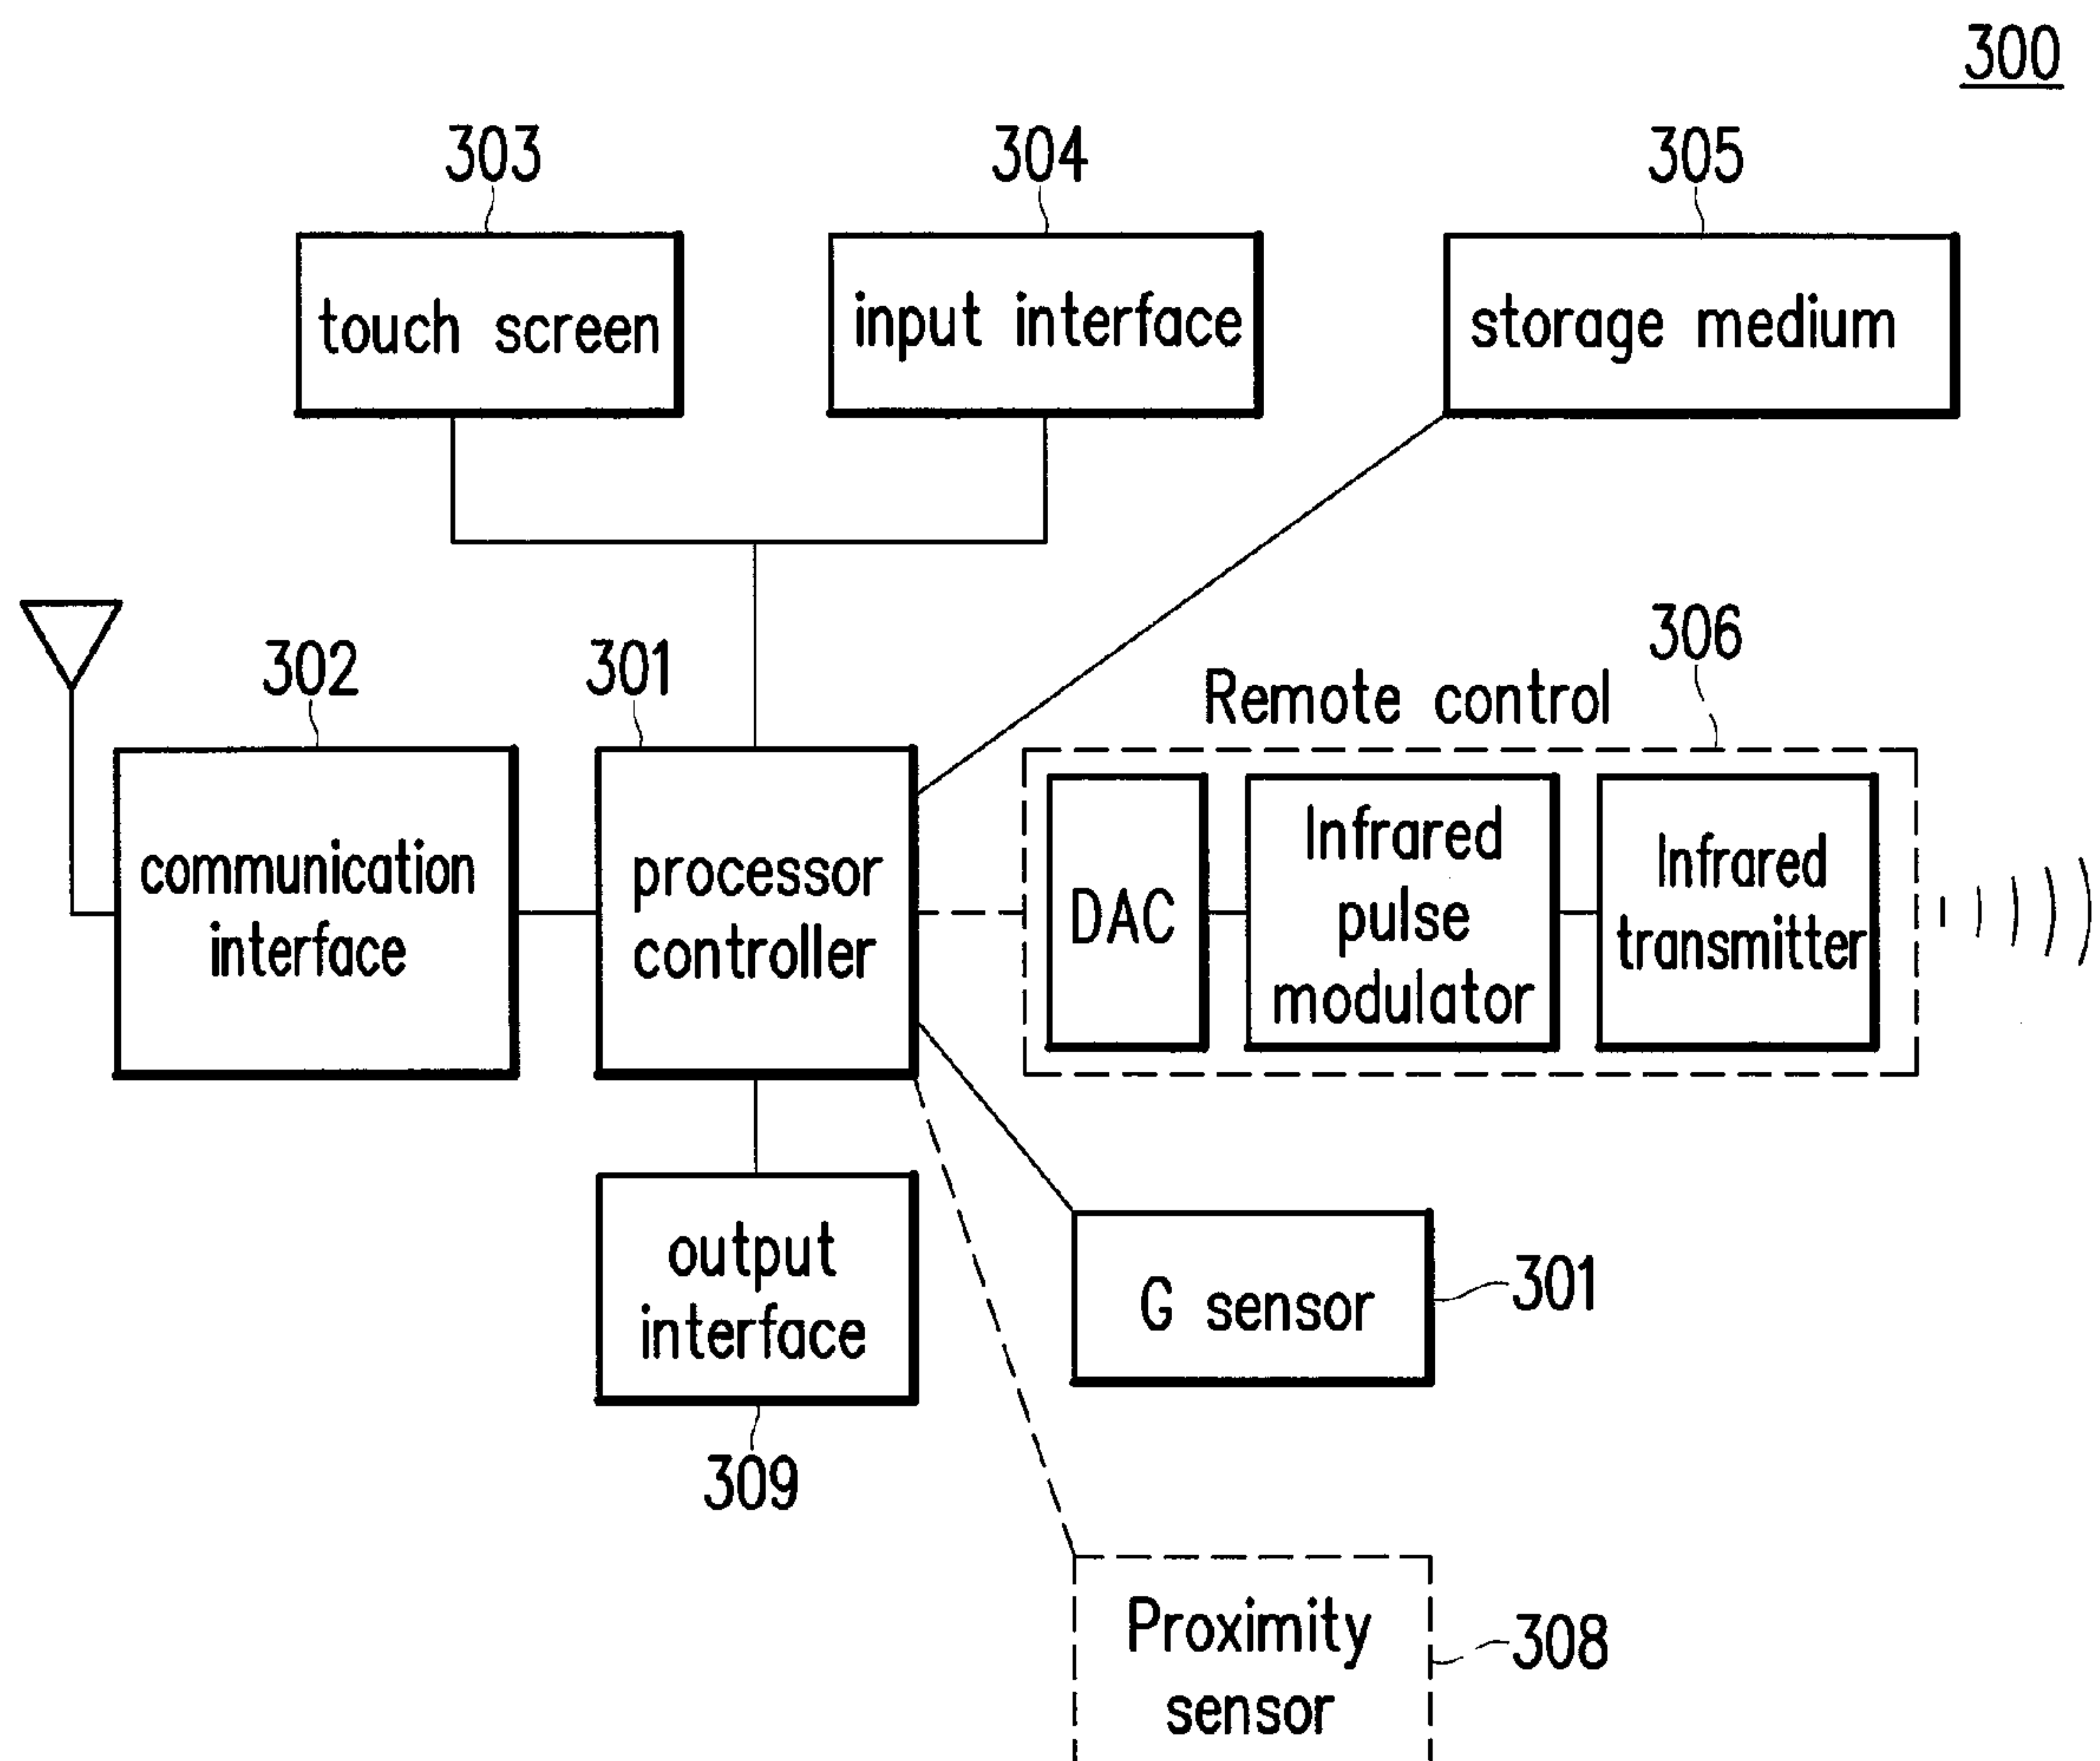 300
303
304
305
touch screen
input interface
storage medium
302
301
306
Remote control
communication
interface
processor
controller
DAC
Infrared
pulse
modulator
Infrared
transmitter
output
interface
309
G sensor
301
Proximity
sensor
308